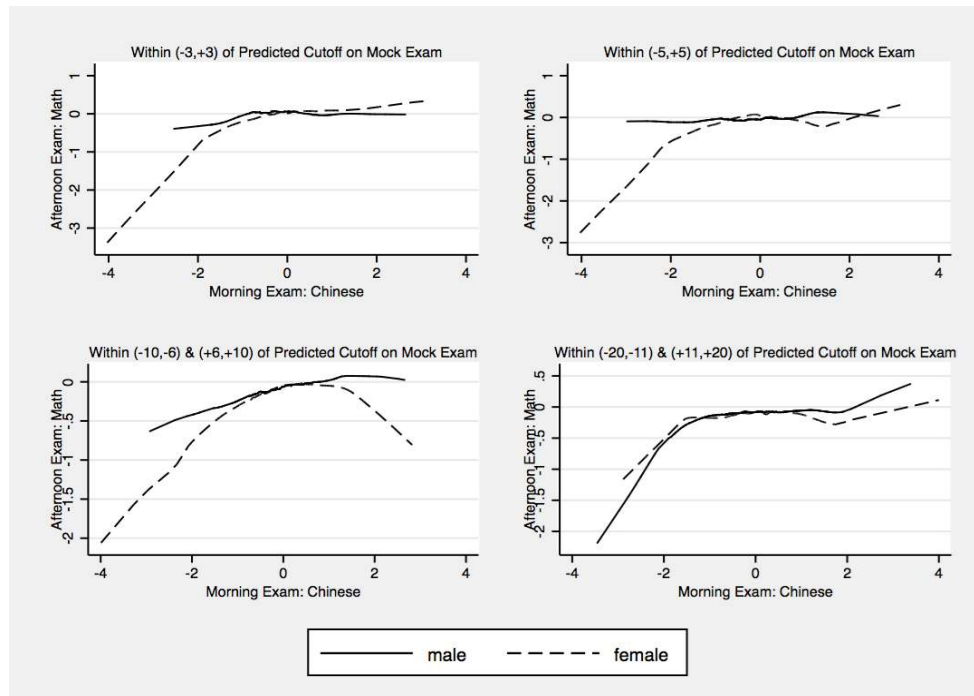 Within (-3,+3) of Predicted Cutoff on Mock Exam
Afternoon Exam: Math
1
0
-1
-2
-3
-4 -2 0 2 4
Morning Exam: Chinese
Within (-5,+5) of Predicted Cutoff on Mock Exam
Afternoon Exam: Math
1
0
-1
-2
-3
-4 -2 0 2 4
Morning Exam: Chinese
Within (-10,-6) & (+6,+10) of Predicted Cutoff on Mock Exam
Afternoon Exam: Math
0
-.5
-1
-1.5
-2
-4 -2 0 2 4
Morning Exam: Chinese
Within (-20,-11) & (+11,+20) of Predicted Cutoff on Mock Exam
Afternoon Exam: Math
.5
0
-.5
-1
-1.5
-2
-4 -2 0 2 4
Morning Exam: Chinese
male female